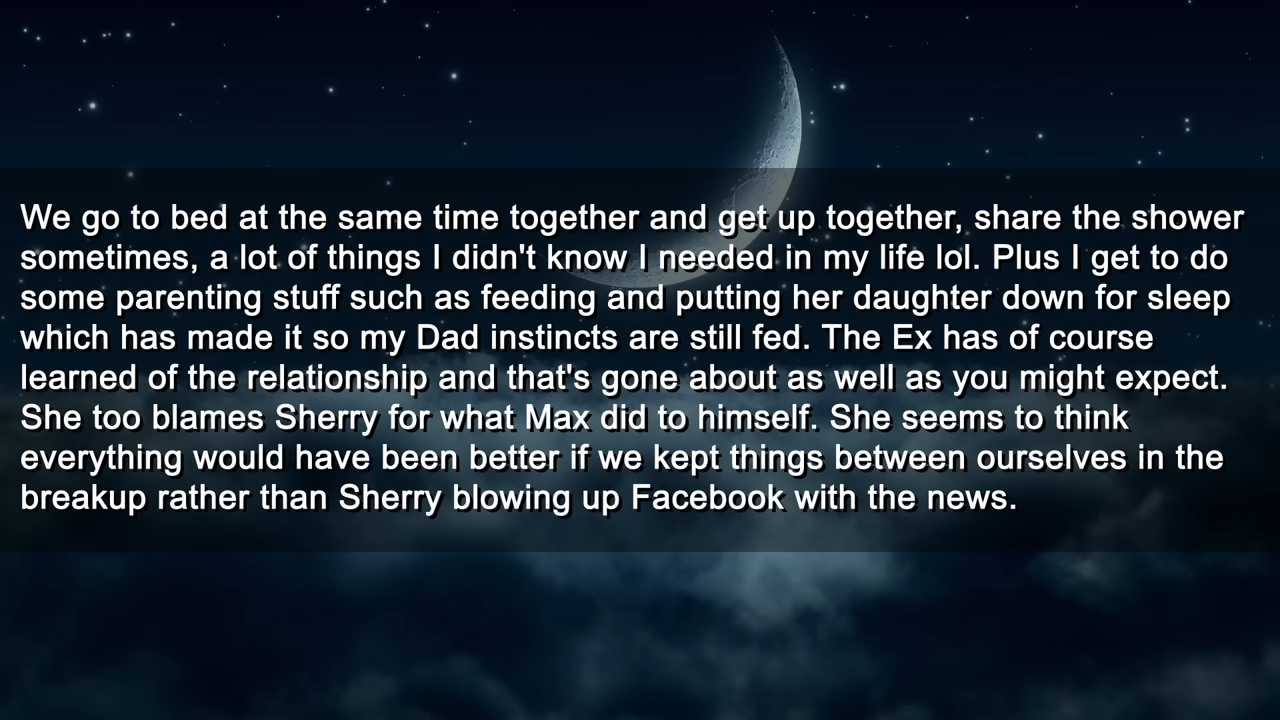 We go to bed at the same time together and get up together, share the shower
sometimes, a lot of things I didn't know I needed in my life lol. Plus I get to do
some parenting stuff such as feeding and putting her daughter down for sleep
which has made it so my Dad instincts are still fed. The Ex has of course
learned of the relationship and that's gone about as well as you might expect.
She too blames Sherry for what Max did to himself. She seems to think
everything would have been better if we kept things between ourselves in the
breakup rather than Sherry blowing up Facebook with the news.